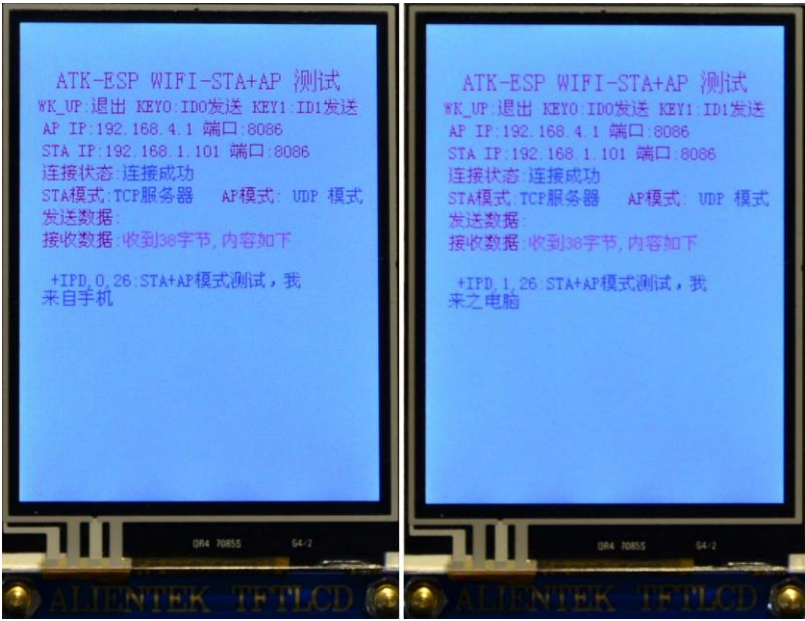 ATK-ESP WIFI-STA+AP 测试
WK_UP:退出 KEY0:ID0发送 KEY1:ID1发送
AP IP:192.168.4.1 端口:8086
STA IP:192.168.1.101 端口:8086
连接状态:连接成功
STA模式:TCP服务器 AP模式: UDP 模式
发送数据:
接收数据:收到38字节,内容如下
+IPD,0,26:STA+AP模式测试，我
来自手机
QR4 7085S G4/2
ALIENTEK TFTLCD
ATK-ESP WIFI-STA+AP 测试
WK_UP:退出 KEY0:ID0发送 KEY1:ID1发送
AP IP:192.168.4.1 端口:8086
STA IP:192.168.1.101 端口:8086
连接状态:连接成功
STA模式:TCP服务器 AP模式: UDP 模式
发送数据:
接收数据:收到38字节,内容如下
+IPD,1,26:STA+AP模式测试，我
来之电脑
QR4 7085S G4/2
ALIENTEK TFTLCD